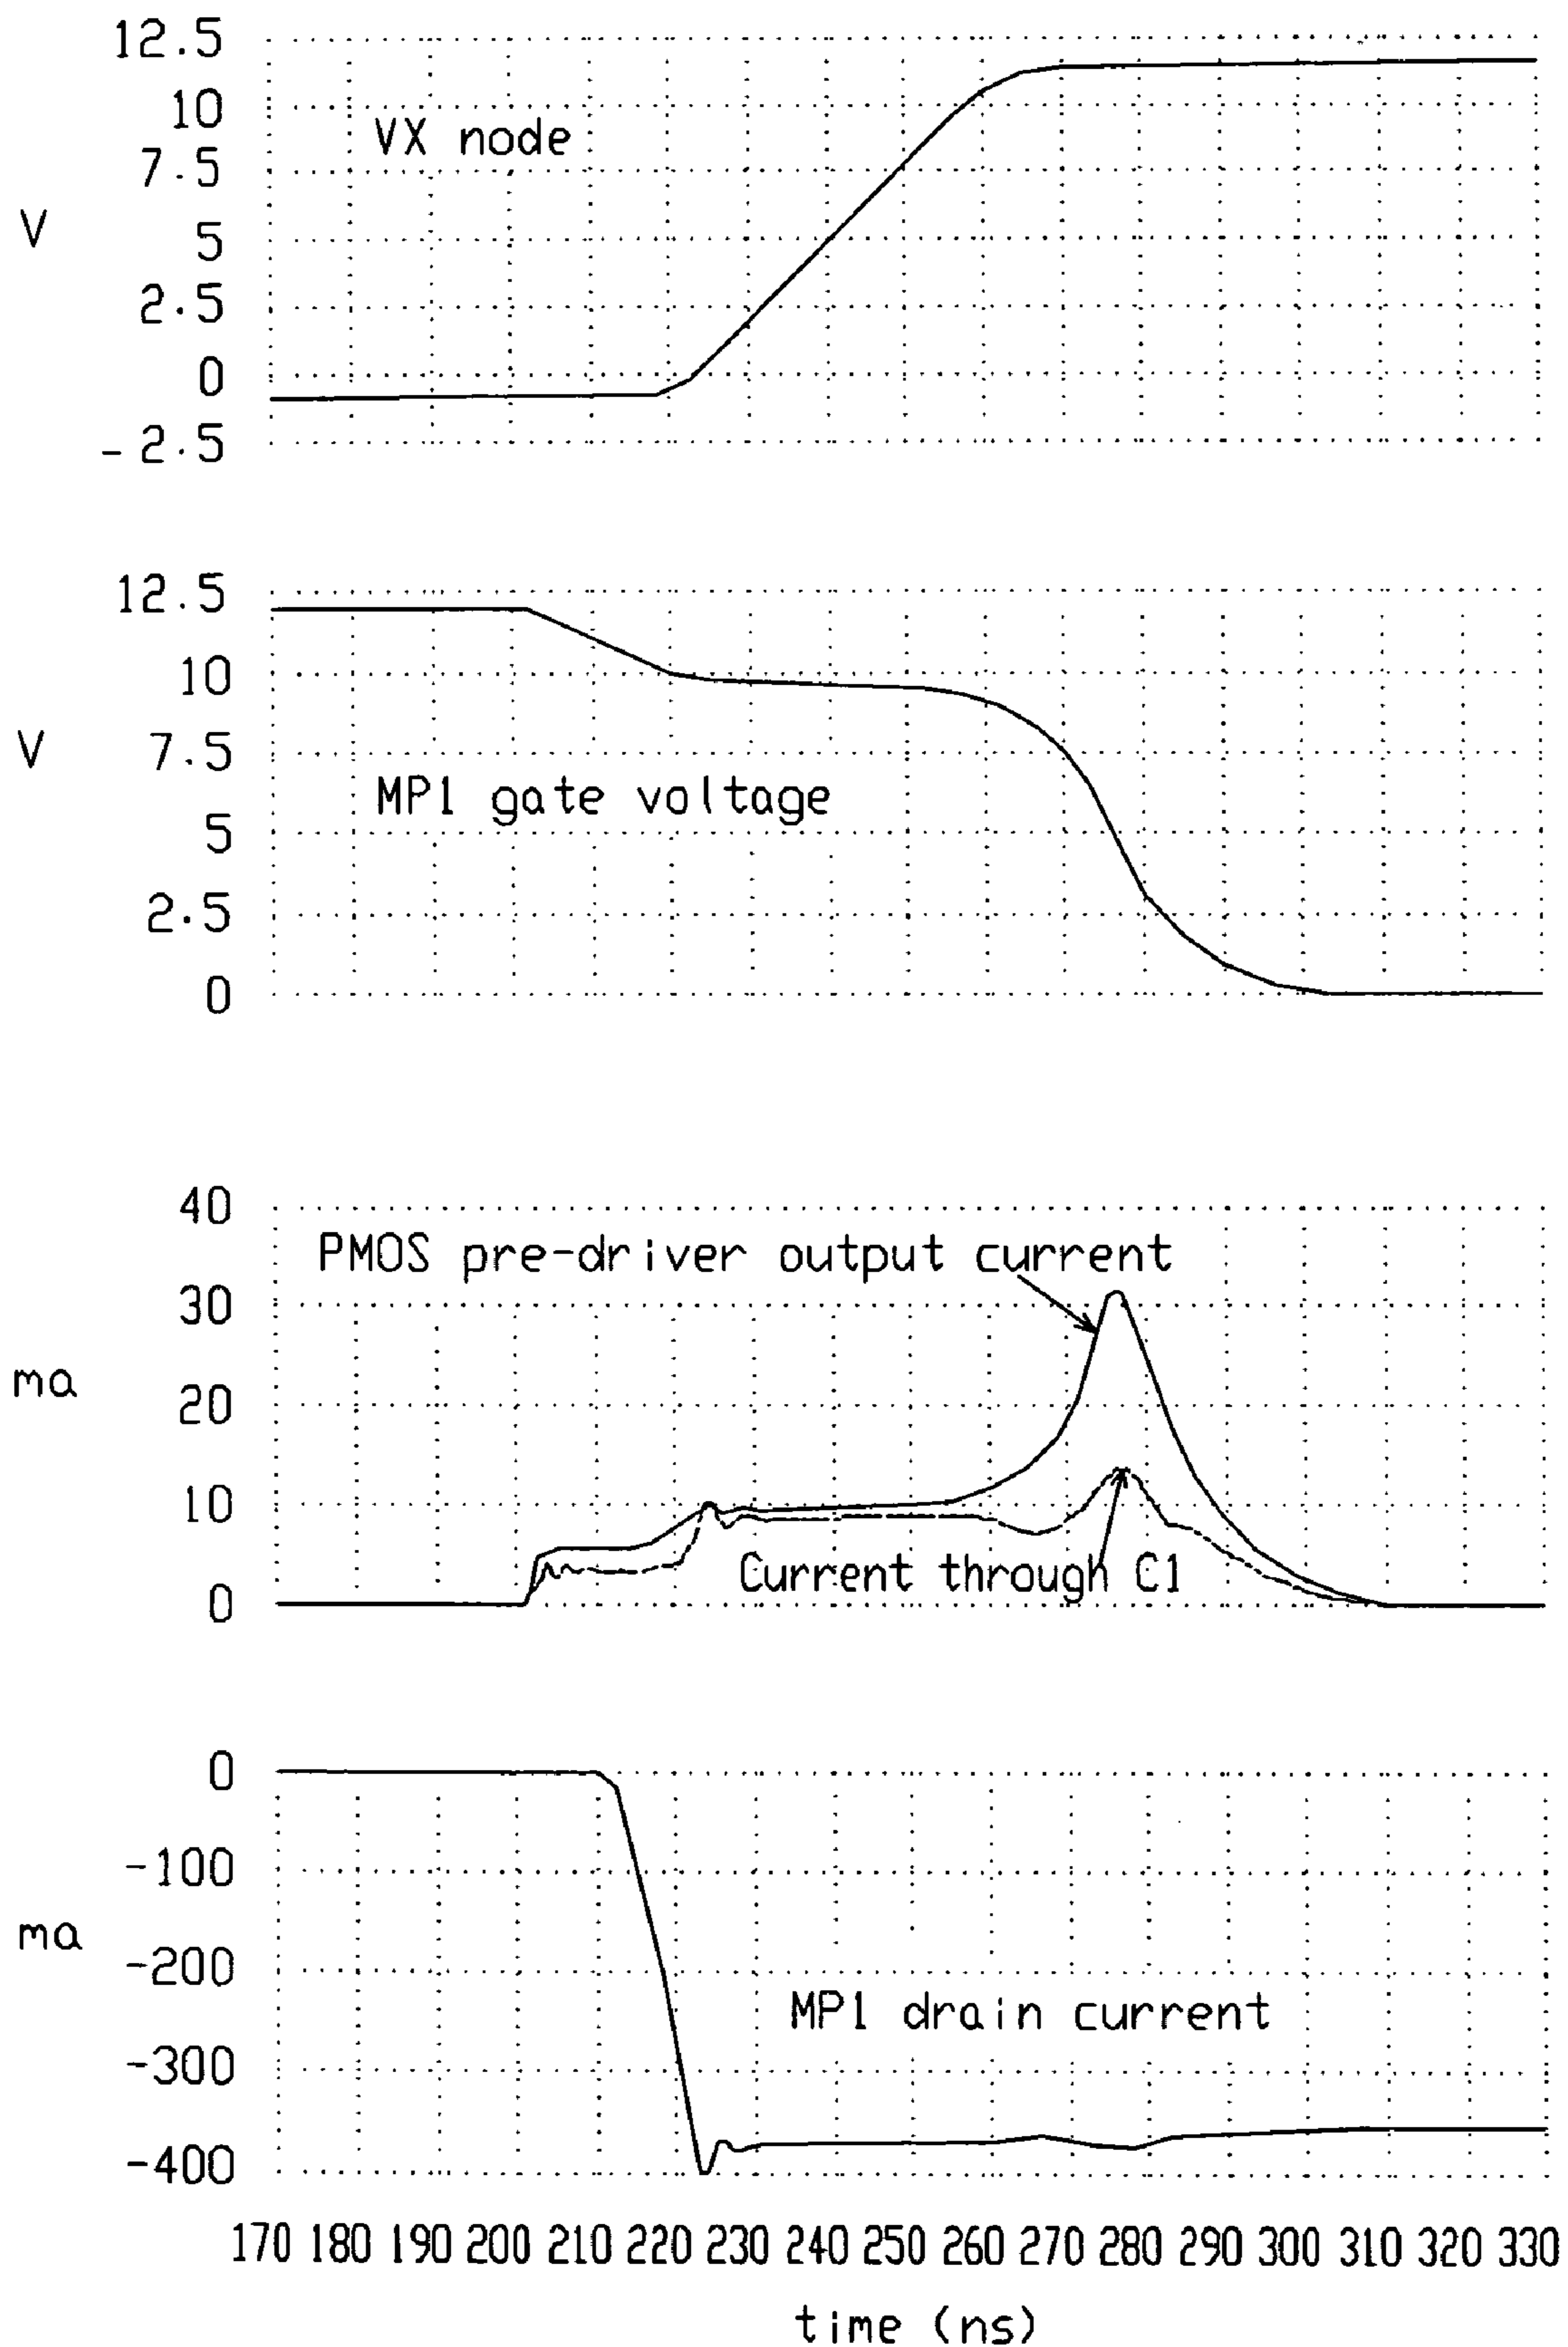 12.5
10
VX node
7.5
V
5
2.5
0
-2.5
12.5
10
V
7.5
MP1 gate voltage
5
2.5
0
40
PMOS pre-driver output current
30
ma
20
10
Current through C1
0
0
-100
ma
-200
MP1 drain current
-300
-400
170 180 190 200 210 220 230 240 250 260 270 280 290 300 310 320 330
time (ns)